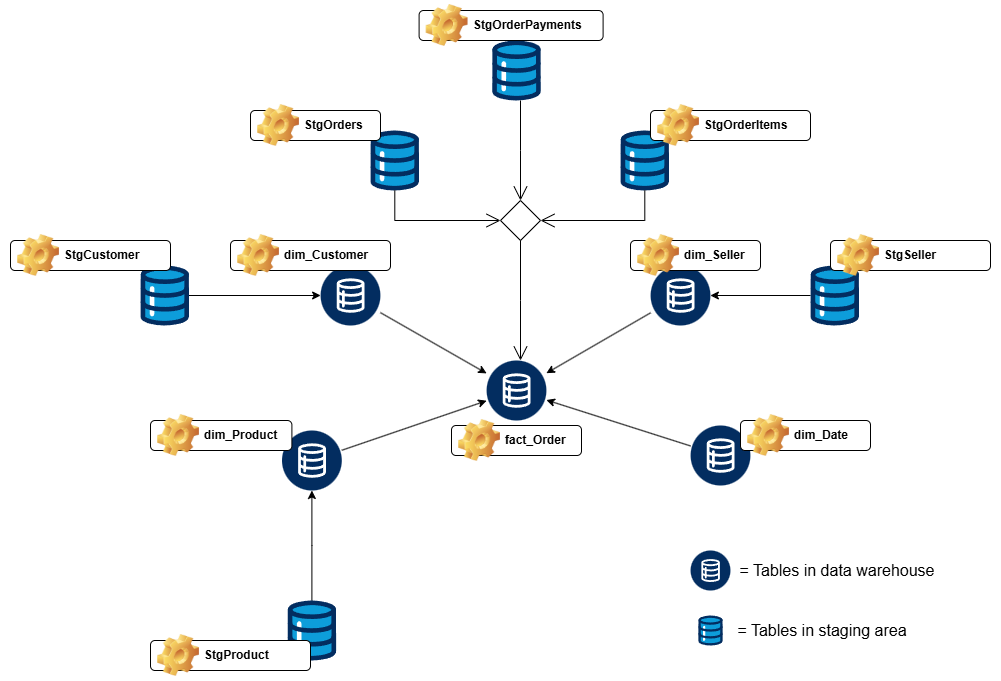 StgOrderPayments
StgOrders
StgOrderItems
StgCustomer
dim_Customer
dim_Seller
StgSeller
dim_Product
fact_Order
dim_Date
= Tables in data warehouse
= Tables in staging area
StgProduct